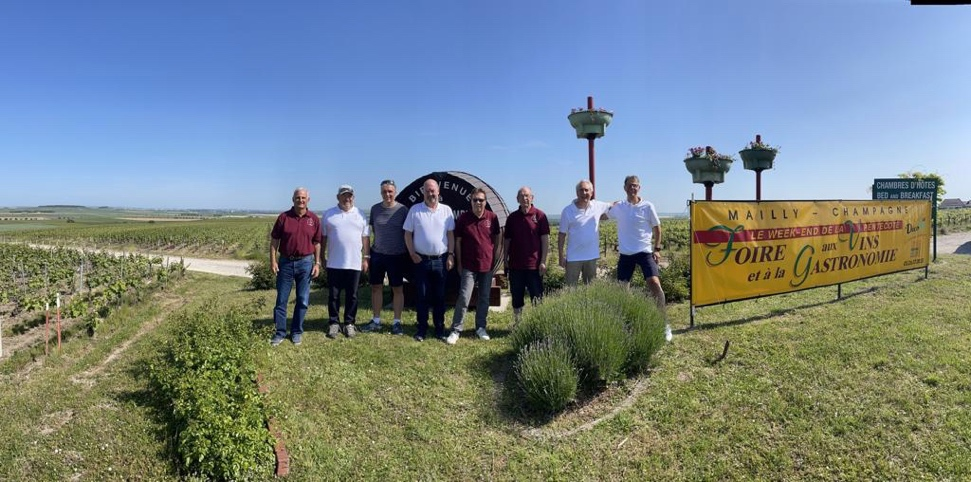 BIENVENUE
CHAMBRES D'HÔTES
BED AND BREAKFAST
MAILLY - CHAMPAGNE
LE WEEK-END DE LA PENTECÔTE
FOIRE AUX VINS
et à la GASTRONOMIE